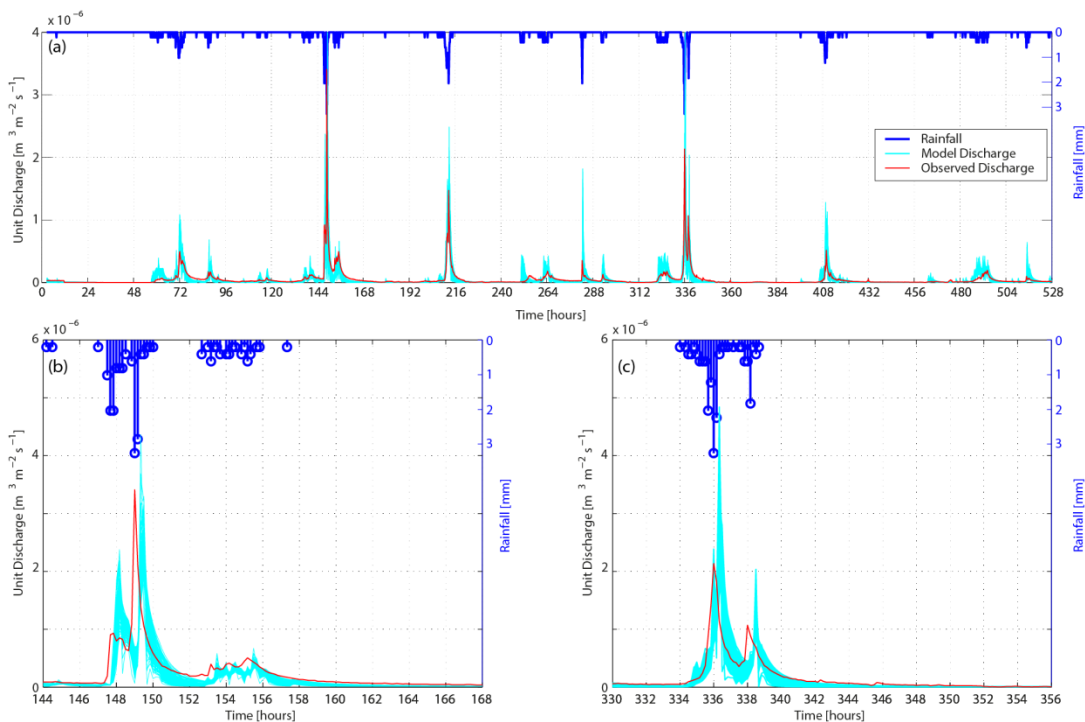 x 10⁻⁶
(a)
4
3
2
1
0
Unit Discharge [m³ m⁻² s⁻¹]
0
1
2
3
Rainfall [mm]
Rainfall
Model Discharge
Observed Discharge
0 24 48 72 96 120 144 168 192 216 240 264 288 312 336 360 384 408 432 456 480 504 528
Time [hours]
x 10⁻⁶
(b)
6
4
2
0
Unit Discharge [m³ m⁻² s⁻¹]
0
1
2
3
Rainfall [mm]
144 146 148 150 152 154 156 158 160 162 164 166 168
Time [hours]
x 10⁻⁶
(c)
6
4
2
0
Unit Discharge [m³ m⁻² s⁻¹]
0
1
2
3
Rainfall [mm]
330 332 334 336 338 340 342 344 346 348 350 352 354 356
Time [hours]